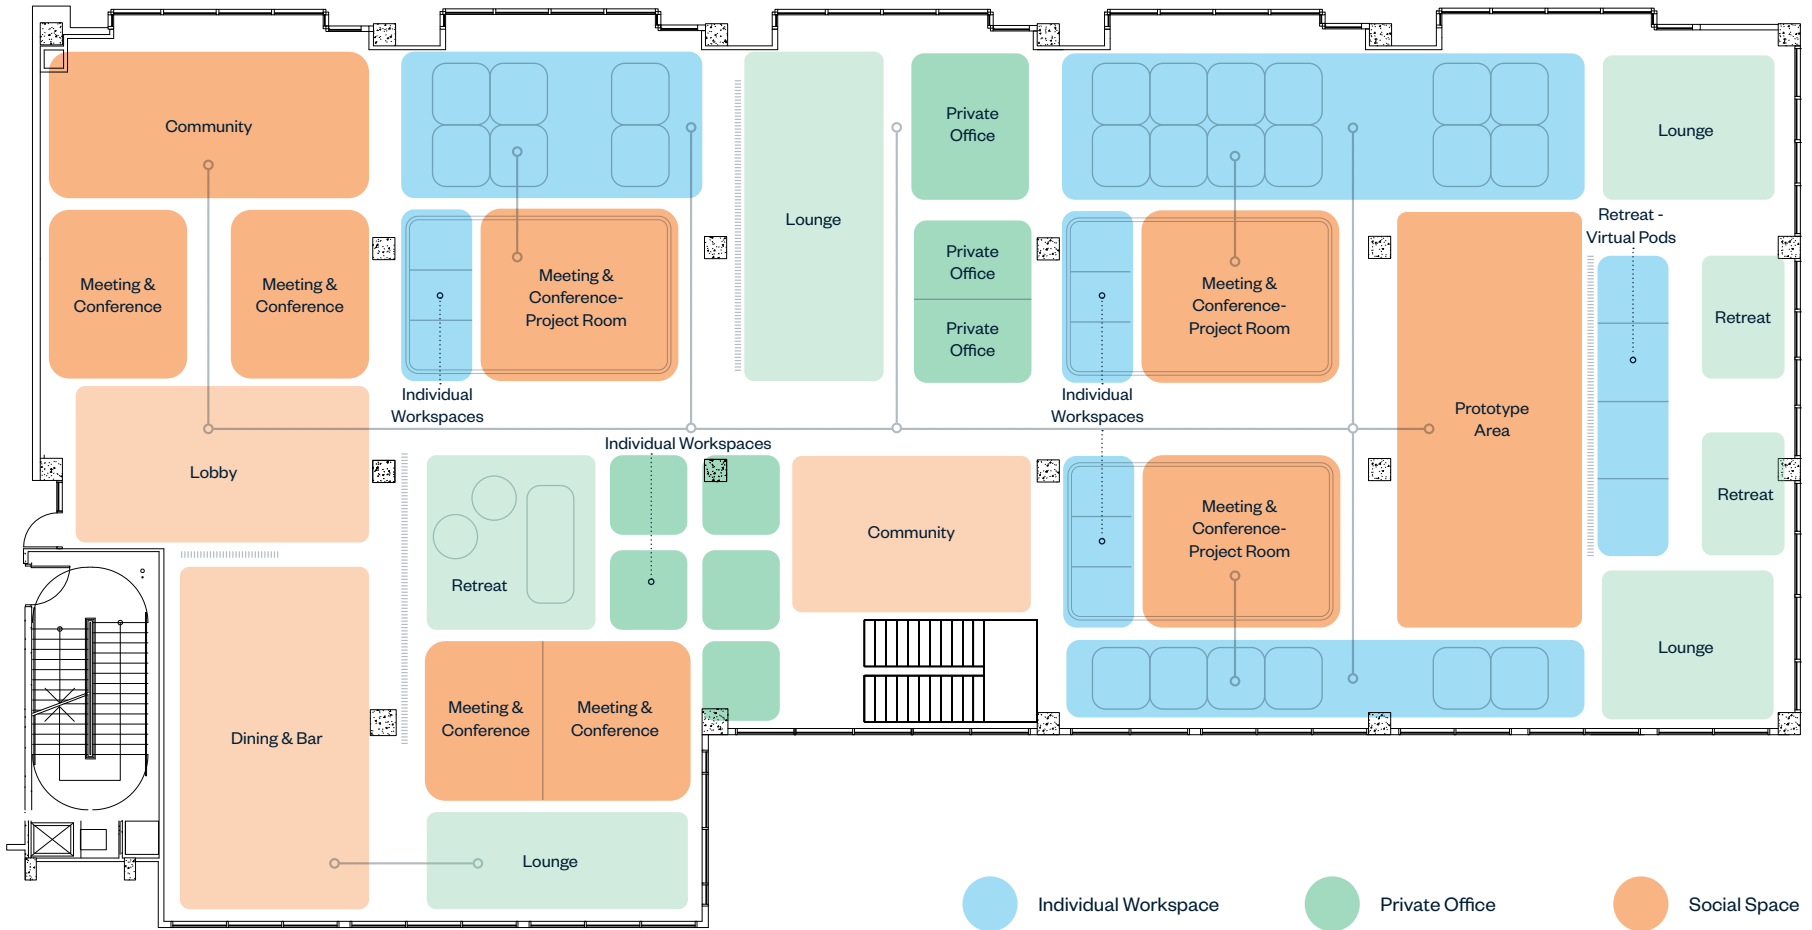 Community
Private
Office
Lounge
Lounge
Retreat -
Virtual Pods
Meeting &
Conference
Meeting &
Conference
Meeting &
Conference-
Project Room
Private
Office
Private
Office
Meeting &
Conference-
Project Room
Retreat
Individual
Workspaces
Individual
Workspaces
Prototype
Area
Individual Workspaces
Lobby
Retreat
Community
Meeting &
Conference-
Project Room
Retreat
Lounge
Meeting &
Conference
Meeting &
Conference
Dining & Bar
Lounge
Individual Workspace
Private Office
Social Space